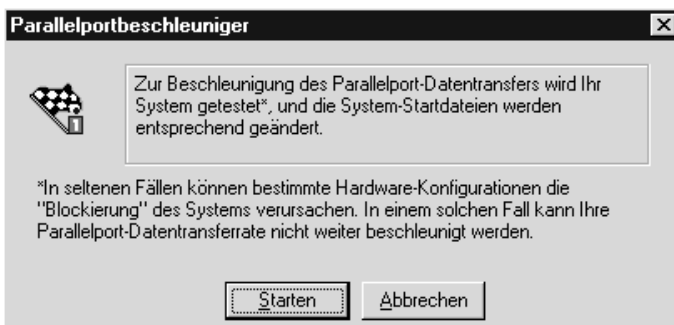 Parallelportbeschleuniger
Zur Beschleunigung des Parallelport-Datentransfers wird Ihr
System getestet*, und die System-Startdateien werden
entsprechend geändert.
1
*In seltenen Fällen können bestimmte Hardware-Konfigurationen die
"Blockierung" des Systems verursachen. In einem solchen Fall kann Ihre
Parallelport-Datentransferrate nicht weiter beschleunigt werden.
Starten
Abbrechen